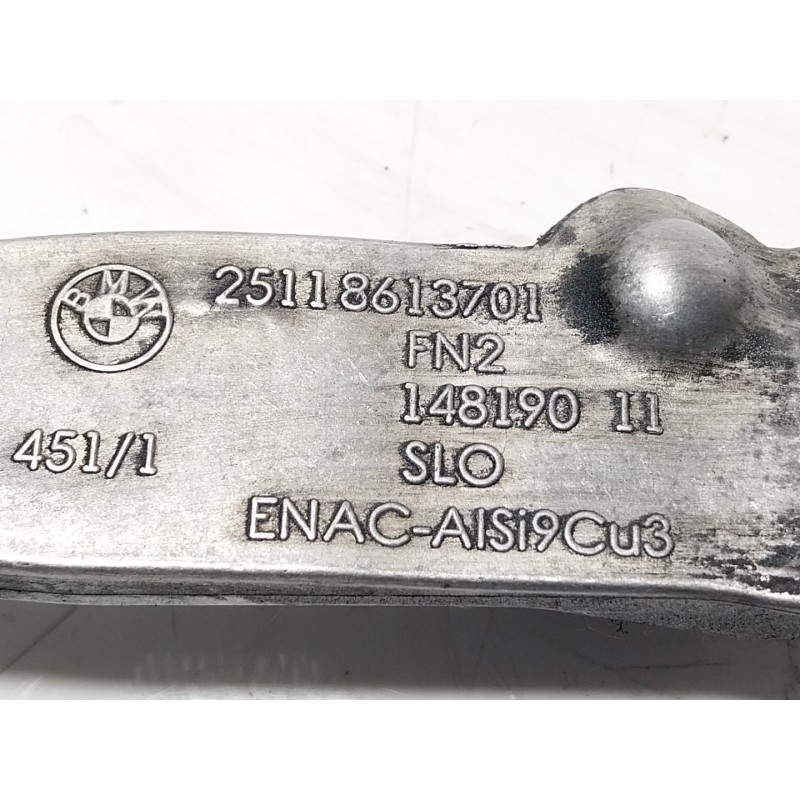 BMW
25118613701
FN2
148190 11
451/1
SLO
ENAC-AlSi9Cu3